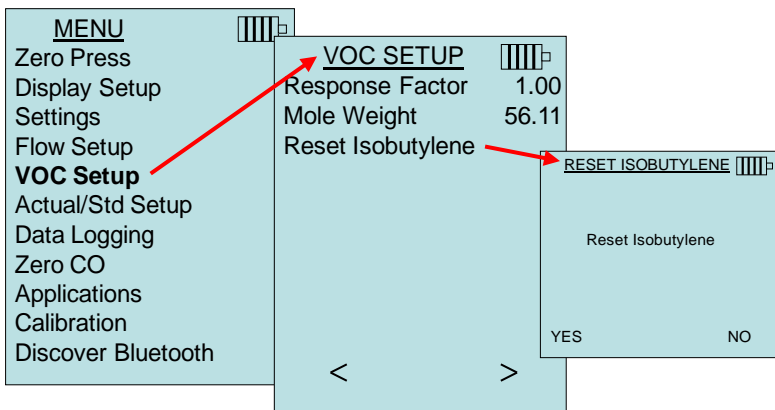 MENU
Zero Press
Display Setup
Settings
Flow Setup
VOC Setup
Actual/Std Setup
Data Logging
Zero CO
Applications
Calibration
Discover Bluetooth
VOC SETUP
Response Factor 1.00
Mole Weight 56.11
Reset Isobutylene
< >
RESET ISOBUTYLENE
Reset Isobutylene
YES NO